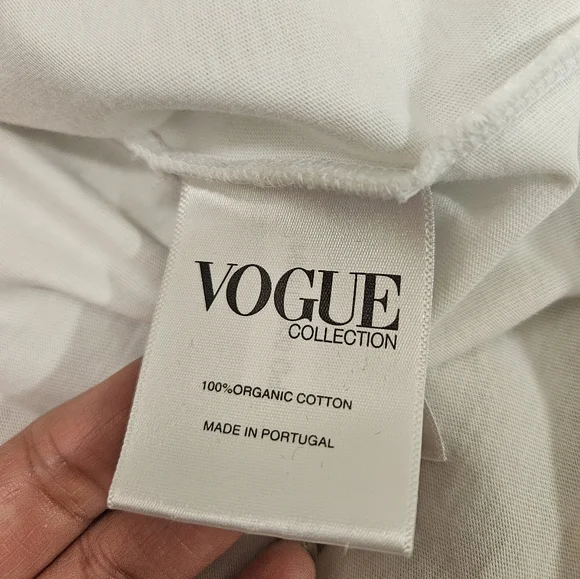 VOGUE
COLLECTION
100%ORGANIC COTTON
MADE IN PORTUGAL